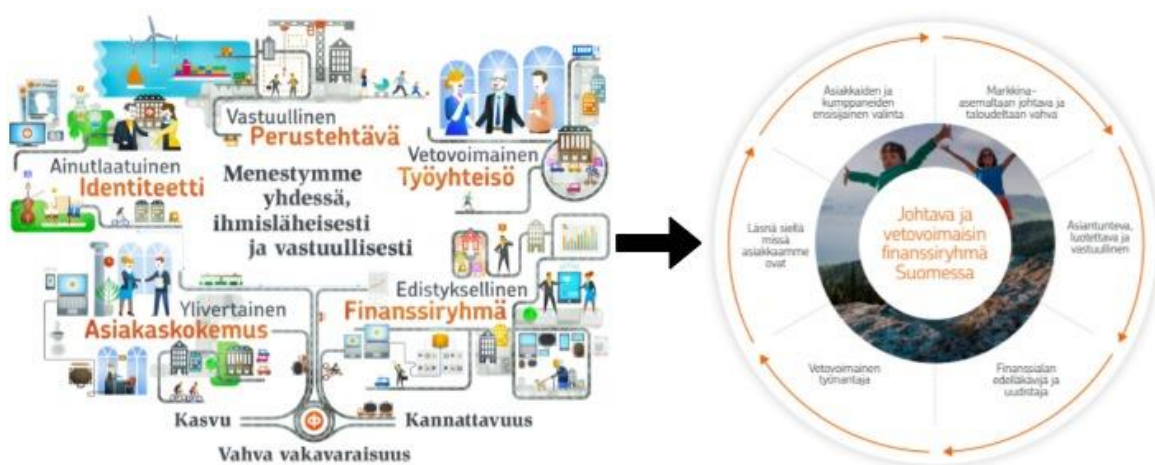 Vastuullinen
Perustehtävä
Ainutlaatuinen
Identiteetti
Vetovoimainen
Työyhteisö
Menestymme
yhdessä,
ihmisläheisesti
ja vastuullisesti
Ylivertainen
Asiakaskokemus
Edistyksellinen
Finanssiryhmä
Kasvu
Kannattavuus
Vahva vakavaraisuus
Asiakkaiden ja
kumppaneiden
ensisijainen valinta
Markkina-
asemaltaan johtava ja
taloudeltaan vahva
Läsnä siellä
missä
asiakkaamme
ovat
Johtava ja
vetovoimaisin
finanssiryhmä
Suomessa
Asiantunteva,
luotettava ja
vastuullinen
Vetovoimainen
työnantaja
Finanssialan
edelläkävijä ja
uudistaja